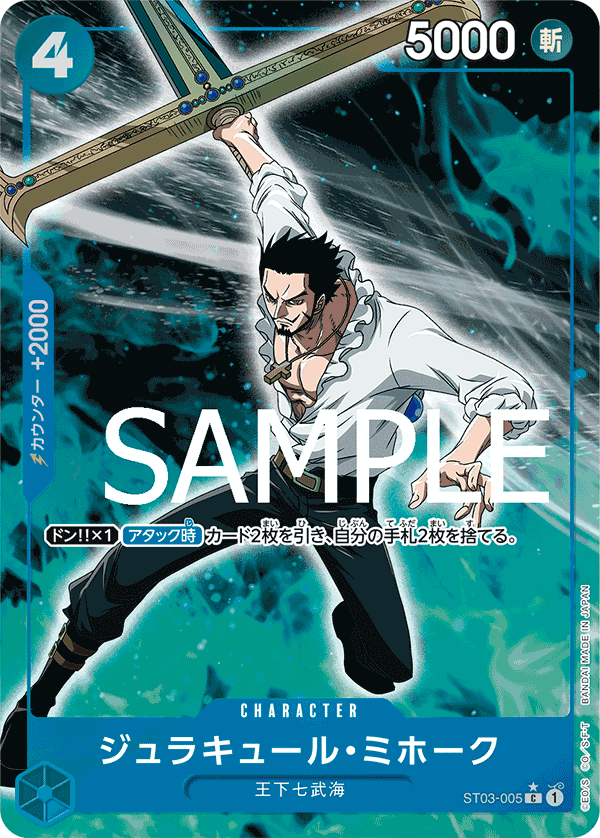 4
5000 斬
カウンター +2000
SAMPLE
ドン!!×1 アタック時 カード2枚を引き、自分の手札2枚を捨てる。
CHARACTER
ジュラキュール・ミホーク
王下七武海
ST03-005 C 1
©E.O/S ©O/S･F･T BANDAI MADE IN JAPAN